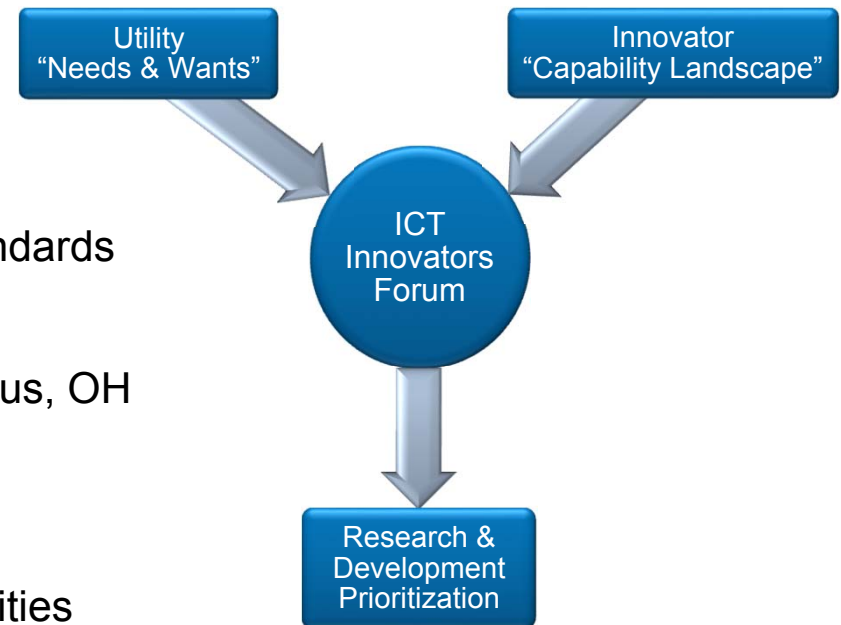 Utility
“Needs & Wants”
Innovator
“Capability Landscape”
ICT
Innovators
Forum
ndards
us, OH
Research &
Development
Prioritization
ities